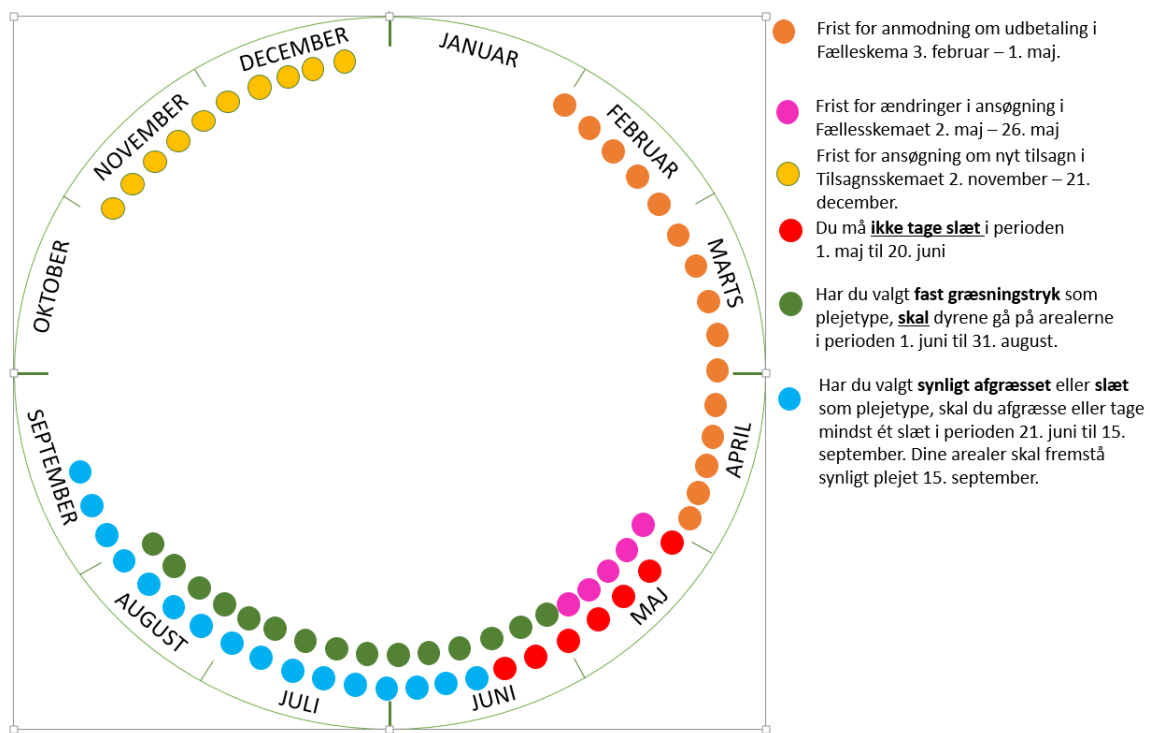 JANUAR
FEBRUAR
MARTS
APRIL
MAJ
JUNI
JULI
AUGUST
SEPTEMBER
OKTOBER
NOVEMBER
DECEMBER
Frist for anmodning om udbetaling i
Fælleskema 3. februar – 1. maj.
Frist for ændringer i ansøgning i
Fællesskemaet 2. maj – 26. maj
Frist for ansøgning om nyt tilsagn i
Tilsagnsskemaet 2. november – 21.
december.
Du må ikke tage slæt i perioden
1. maj til 20. juni
Har du valgt fast græsningstryk som
plejetype, skal dyrene gå på arealerne
i perioden 1. juni til 31. august.
Har du valgt synligt afgræsset eller slæt
som plejetype, skal du afgræsse eller tage
mindst ét slæt i perioden 21. juni til 15.
september. Dine arealer skal fremstå
synligt plejet 15. september.